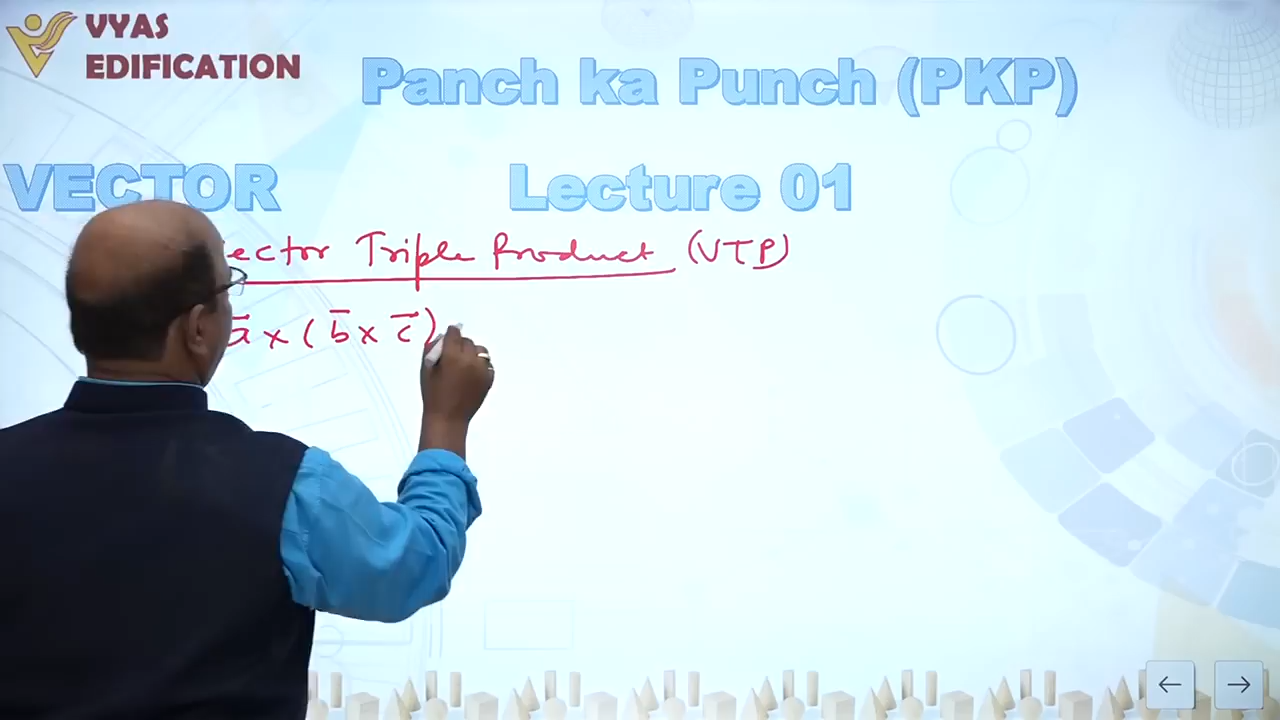 VYAS
EDIFICATION
Panch ka Punch (PKP)
VECTOR Lecture 01
ector Triple Product (VTP)
a̅ × ( b̅ × c̅ )